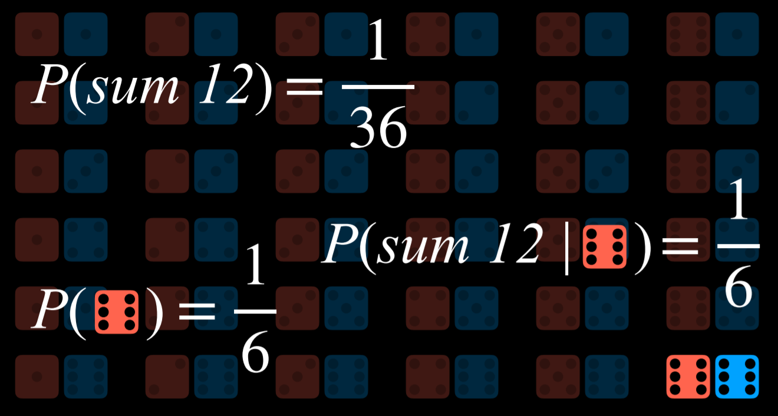 P(sum 12) = 1/36
P(sum 12 | ⚅) = 1/6
P(⚅) = 1/6